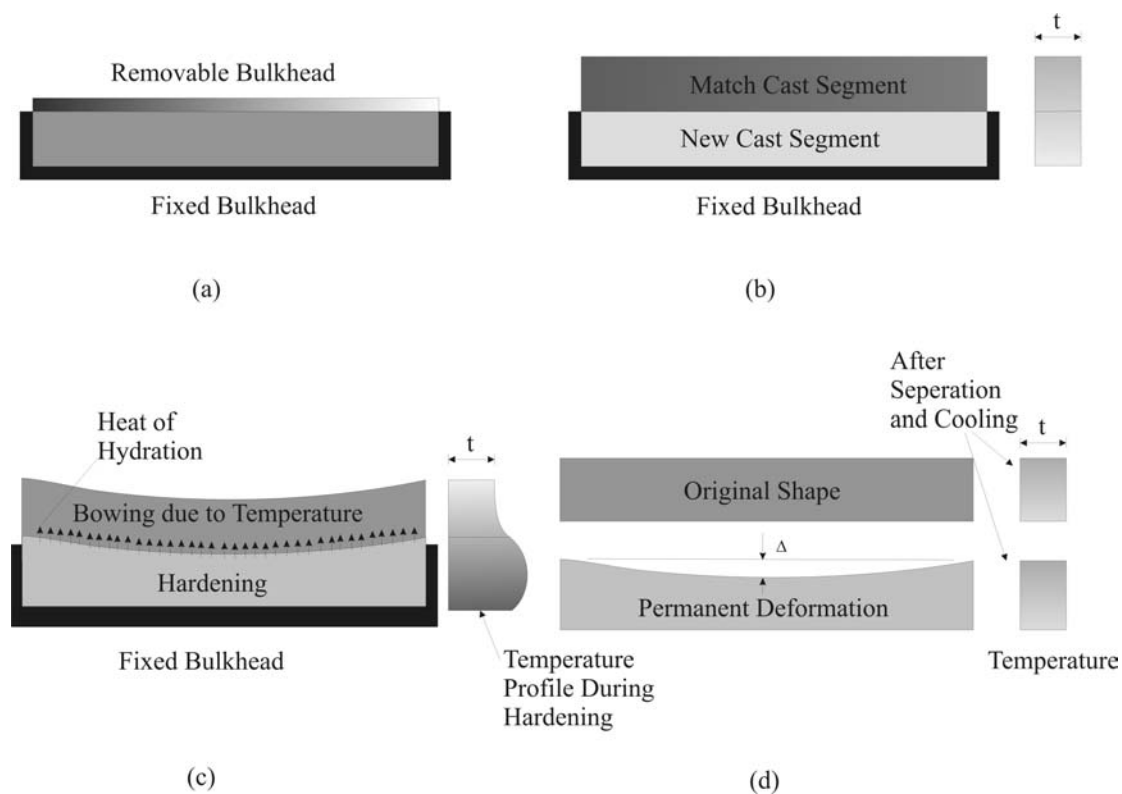 Removable Bulkhead
Fixed Bulkhead
(a)
t
Match Cast Segment
New Cast Segment
Fixed Bulkhead
(b)
Heat of
Hydration
t
Bowing due to Temperature
Hardening
Fixed Bulkhead
Temperature
Profile During
Hardening
(c)
After
Seperation
and Cooling
t
Original Shape
Δ
Permanent Deformation
Temperature
(d)